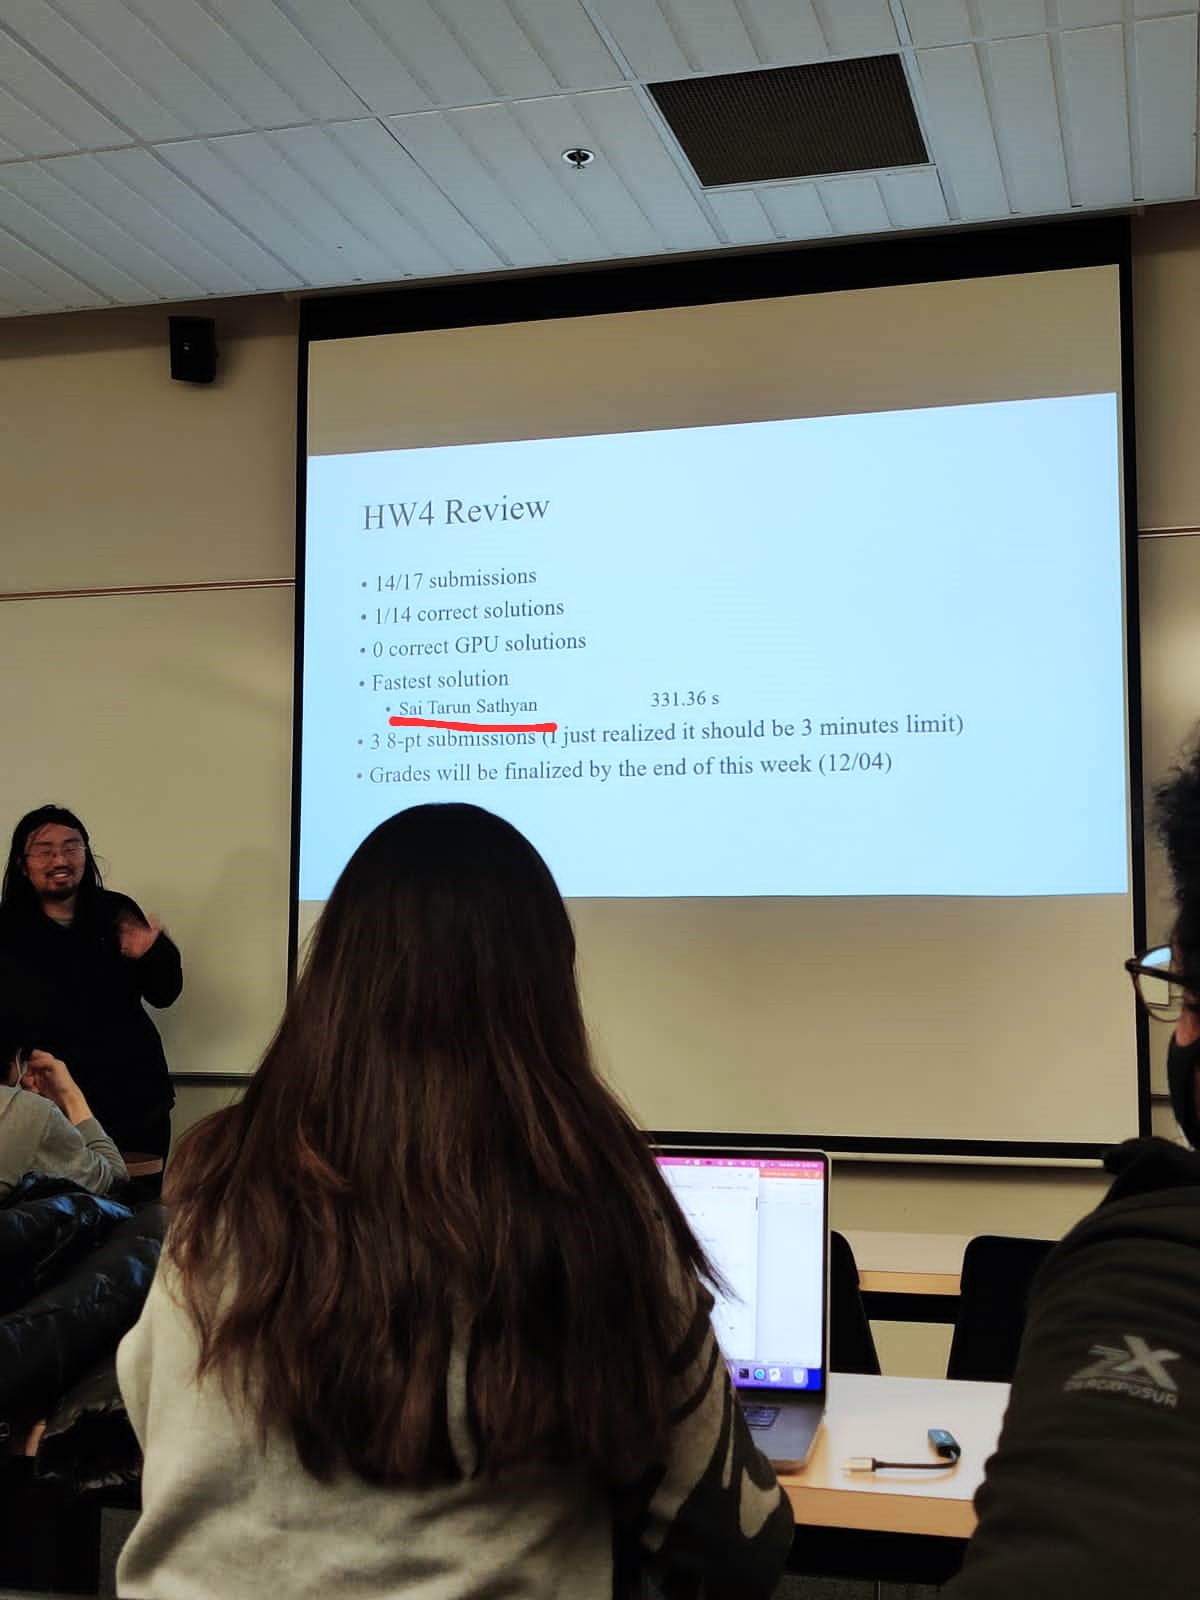 HW4 Review
• 14/17 submissions
• 1/14 correct solutions
• 0 correct GPU solutions
• Fastest solution
• Sai Tarun Sathyan 331.36 s
• 3 8-pt submissions (I just realized it should be 3 minutes limit)
• Grades will be finalized by the end of this week (12/04)
ZX
ZEROXPOSUR